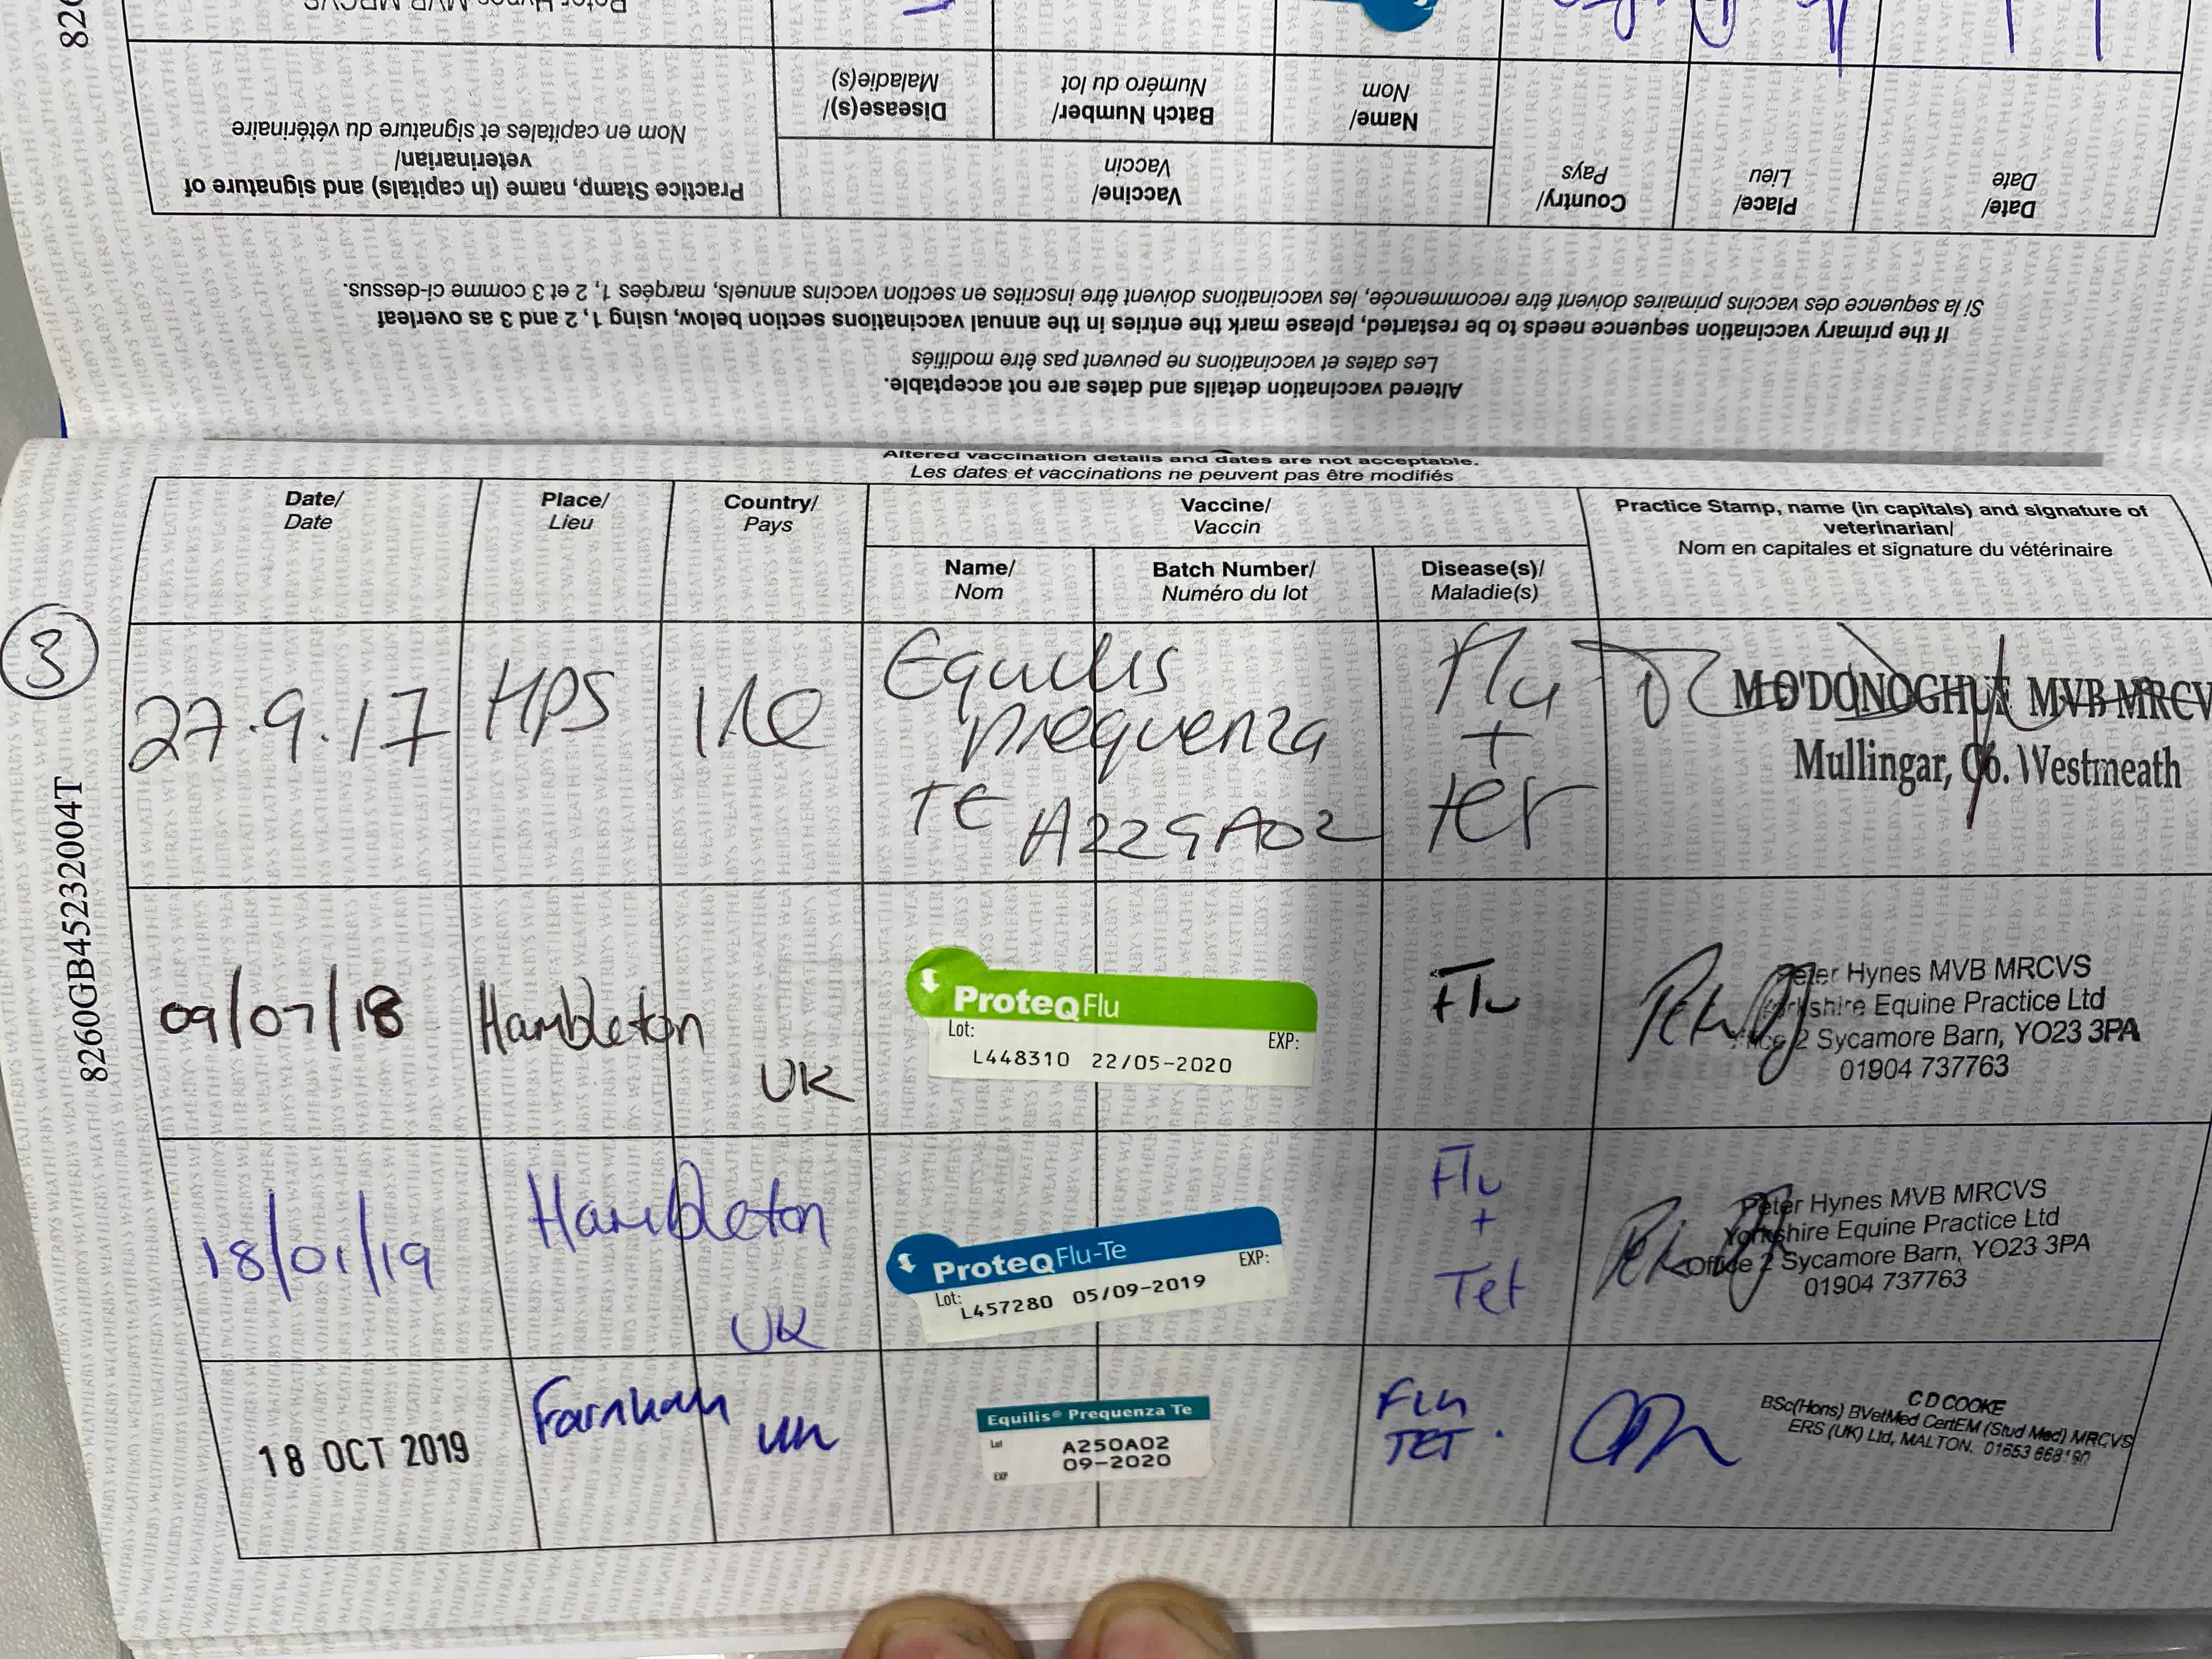 826
Peter Hynes MVB MRCVS
Practice Stamp, name (in capitals) and signature of
veterinarian/
Nom en capitales et signature du vétérinaire
Vaccine/
Vaccin
Disease(s)/
Maladie(s)
Batch Number/
Numéro du lot
Name/
Nom
Country/
Pays
Place/
Lieu
Date/
Date
If the primary vaccination sequence needs to be restarted, please mark the entries in the annual vaccinations section below, using 1, 2 and 3 as overleaf
Si la sequence des vaccins primaires doivent être recommencée, les vaccinations doivent être inscrites en section vaccins annuels, marqées 1, 2 et 3 comme ci-dessus.
Altered vaccination details and dates are not acceptable.
Les dates et vaccinations ne peuvent pas être modifiés
Altered vaccination details and dates are not acceptable.
Les dates et vaccinations ne peuvent pas être modifiés
Date/
Date
Place/
Lieu
Country/
Pays
Vaccine/
Vaccin
Name/
Nom
Batch Number/
Numéro du lot
Disease(s)/
Maladie(s)
Practice Stamp, name (in capitals) and signature of
veterinarian/
Nom en capitales et signature du vétérinaire
8260GB45232004T
3
27.9.17
HPS
IRe
Equilis
prequenza
TE
A229A02
Flu
+
tet
M O'DONOGHUE MVB MRCV
Mullingar, Co. Westmeath
09/07/18
Hambleton
UK
ProteqFlu
Lot:
EXP:
L448310 22/05-2020
Flu
Peter Hynes MVB MRCVS
Yorkshire Equine Practice Ltd
Office 2 Sycamore Barn, YO23 3PA
01904 737763
18/01/19
Hambleton
UK
ProteqFlu-Te
Lot:
EXP:
L457280 05/09-2019
Flu
+
Tet
Peter Hynes MVB MRCVS
Yorkshire Equine Practice Ltd
Office 2 Sycamore Barn, YO23 3PA
01904 737763
18 OCT 2019
Farnham
UK
Equilis® Prequenza Te
Lot
A250A02
EXP
09-2020
Flu
TET.
C D COOKE
BSc(Hons) BVetMed CertEM (Stud Med) MRCVS
ERS (UK) Ltd, MALTON. 01653